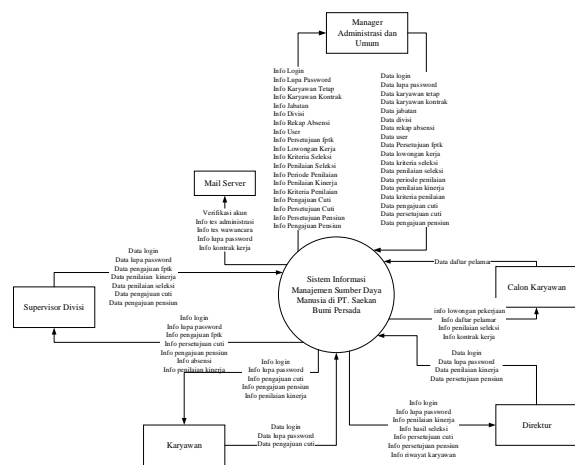 Manager
Administrasi dan
Umum
Info Login
Info Lupa Password
Info Karyawan Tetap
Info Karyawan Kontrak
Info Jabatan
Info Divisi
Info Rekap Absensi
Info User
Info Persetujuan fptk
Info Lowongan Kerja
Info Kriteria Seleksi
Info Penilaian Seleksi
Info Periode Penilaian
Info Penilaian Kinerja
Info Kriteria Penilaian
Info Pengajuan Cuti
Info Persetujuan Cuti
Info Persetujuan Pensiun
Info Pengajuan Pensiun
Data login
Data lupa password
Data karyawan tetap
Data karyawan kontrak
Data jabatan
Data divisi
Data rekap absensi
Data user
Data Persetujuan fptk
Data lowongan kerja
Data kriteria seleksi
Data penilaian seleksi
Data periode penilaian
Data penilaian kinerja
Data kriteria penilaian
Data pengajuan cuti
Data persetujuan cuti
Data pengajuan pensiun
Mail Server
Verifikasi akun
Info tes administrasi
Info tes wawancara
Info lupa password
Info kontrak kerja
Data login
Data lupa password
Data pengajuan fptk
Data penilaian kinerja
Data penilaian seleksi
Data pengajuan cuti
Data pengajuan pensiun
Supervisor Divisi
Info login
Info lupa password
Info pengajuan fptk
Info persetujuan cuti
Info pengajuan pensiun
Info absensi
Info penilaian kinerja
Sistem Informasi
Manajemen Sumber Daya
Manusia di PT. Saekan
Bumi Persada
Data daftar pelamar
Calon Karyawan
info lowongan pekerjaan
Info daftar pelamar
Info penilaian seleksi
Info kontrak kerja
Info login
Info lupa password
Info pengajuan cuti
Info pengajuan pensiun
Info penilaian kinerja
Data login
Data lupa password
Data penilaian kinerja
Data persetujuan pensiun
Karyawan
Data login
Data lupa password
Data pengajuan cuti
Info login
Info lupa password
Info penilaian kinerja
Info hasil seleksi
Info persetujuan cuti
Info persetujuan pensiun
Info riwayat karyawan
Direktur